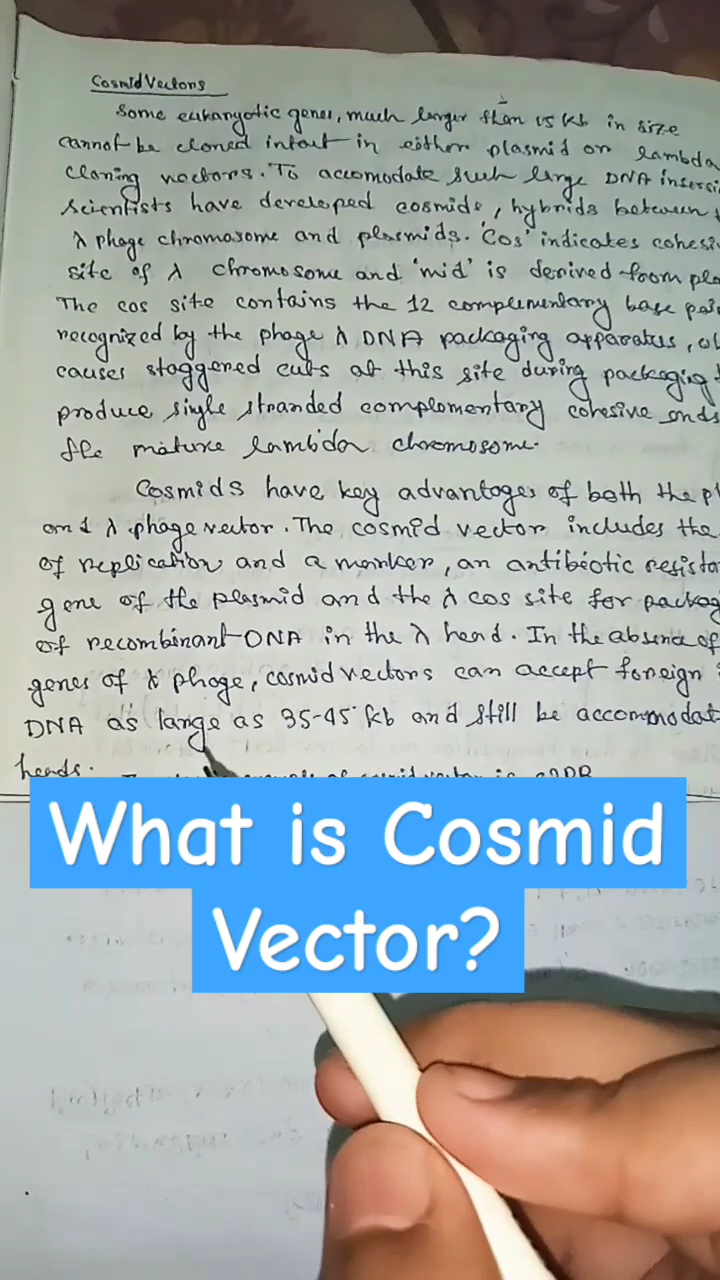 Cosmid Vectors
Some eukaryotic genes, much larger than 15 kb in size
cannot be cloned intact in either plasmid or lambda
cloning vectors. To accomodate such large DNA inserti
scientists have developed cosmids, hybrids between
λ phage chromosome and plasmids. 'Cos' indicates cohesi
site of λ chromosome and 'mid' is derived from pla
The cos site contains the 12 complementary base pai
recognized by the phage λ DNA packaging apparatus,
causes staggered cuts at this site during packaging
produce single stranded complementary cohesive ends
the mature lambda chromosome.
Cosmids have key advantages of both the pl
and λ phage vector. The cosmid vector includes the
of replication and a marker, an antibiotic resista
gene of the plasmid and the λ cos site for packag
of recombinant DNA in the λ head. In the absence of
genes of λ phage, cosmid vectors can accept foreign
DNA as large as 35-45 kb and still be accommodat
heads.
What is Cosmid
Vector?